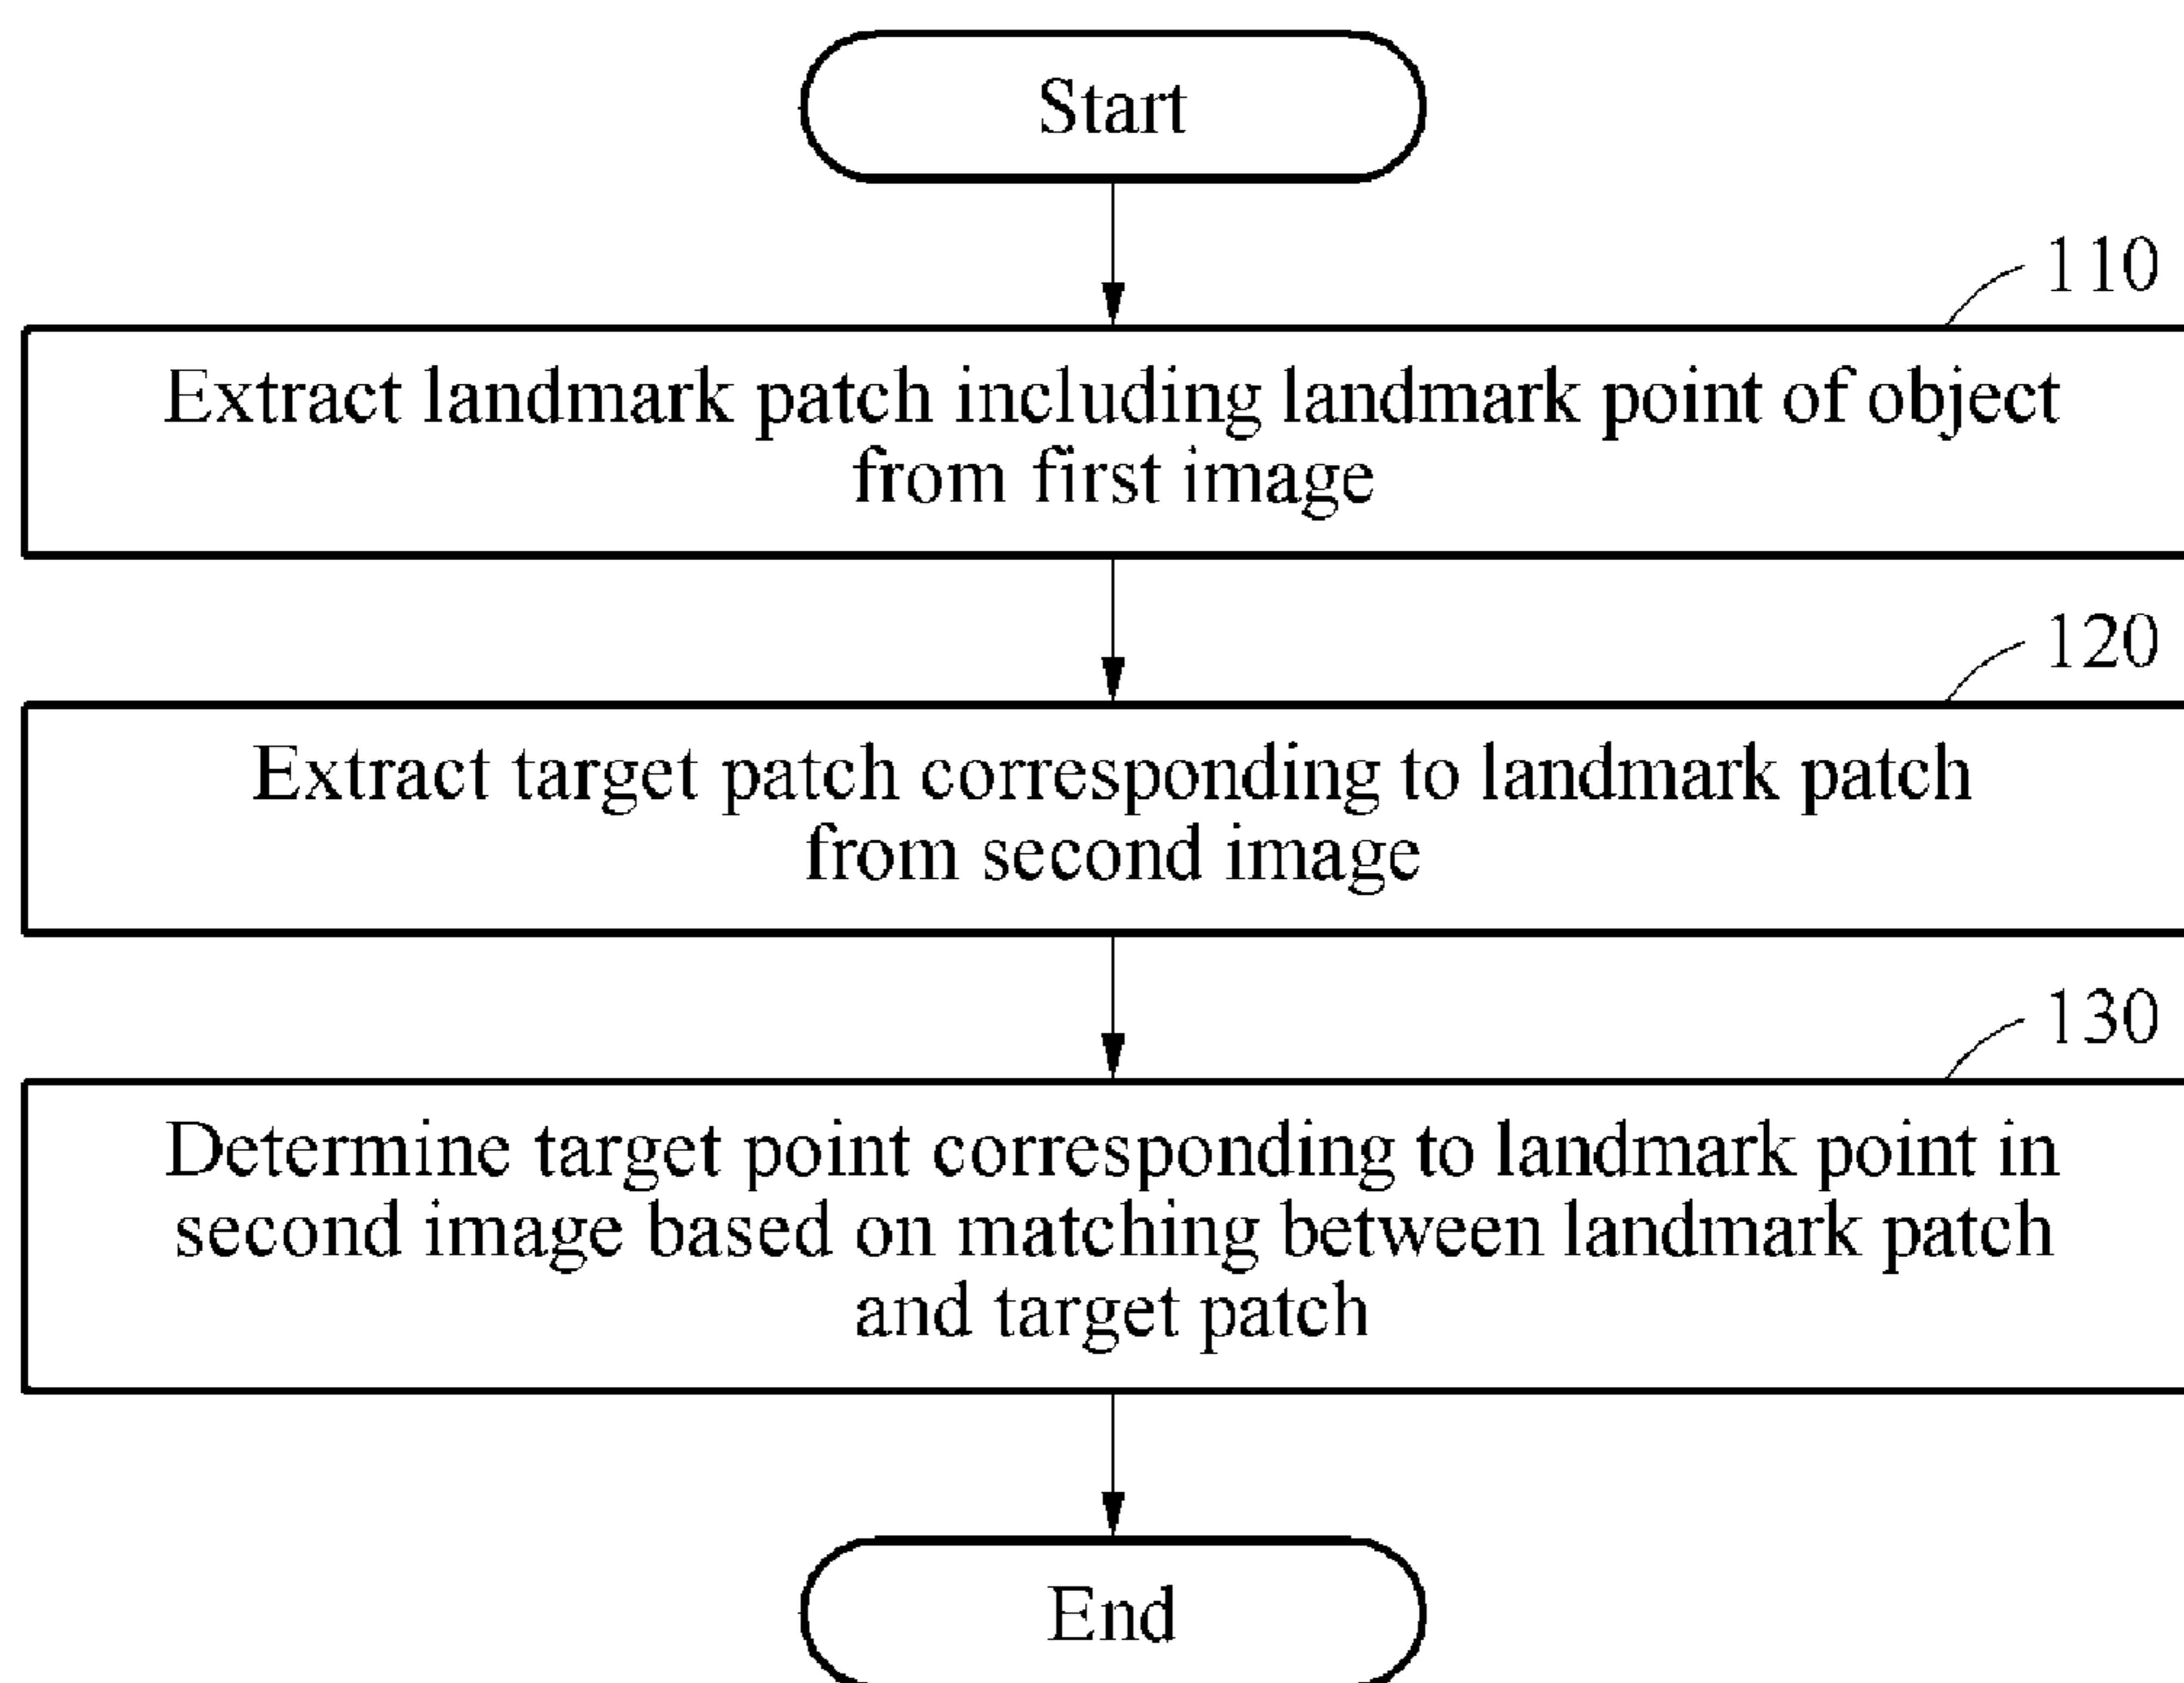 Start
110
Extract landmark patch including landmark point of object
from first image
120
Extract target patch corresponding to landmark patch
from second image
130
Determine target point corresponding to landmark point in
second image based on matching between landmark patch
and target patch
End